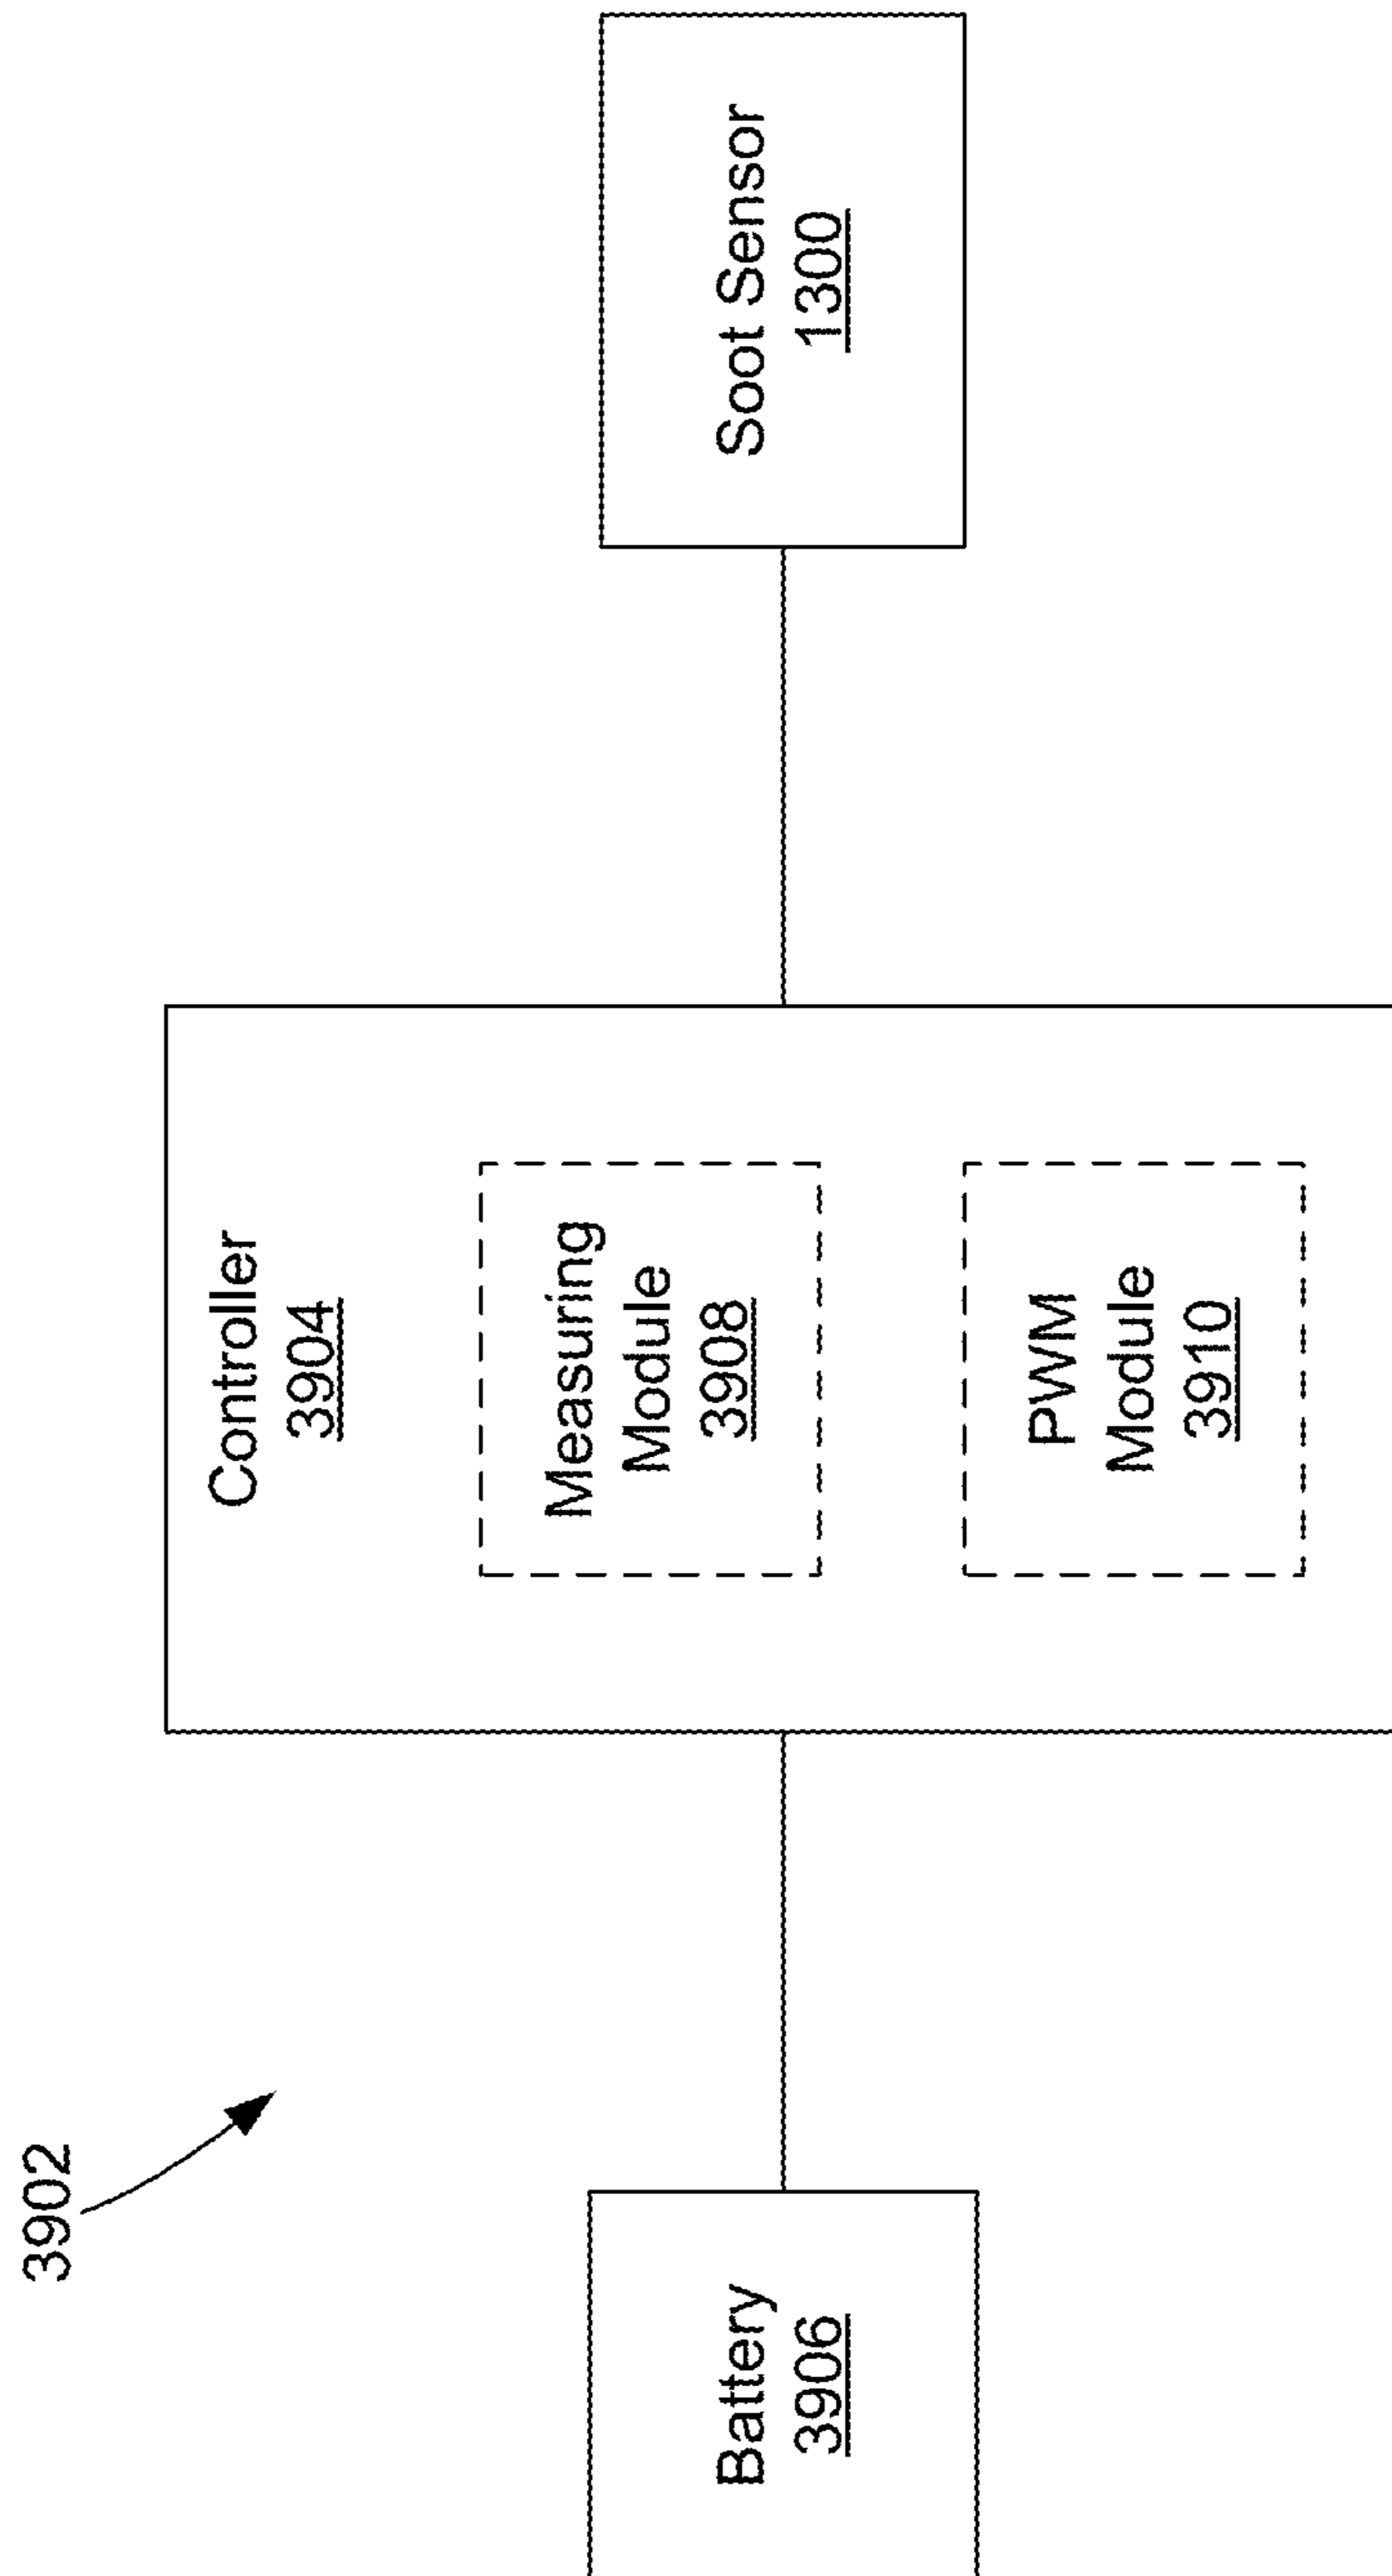 3902
Battery
3906
Controller
3904
Measuring
Module
3908
PWM
Module
3910
Soot Sensor
1300